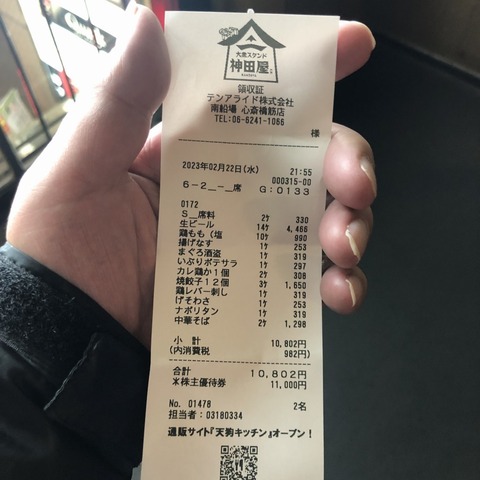 大衆スタンド
神田屋
KANDAYA
領収証
テンアライド株式会社
南船場 心斎橋筋店
TEL:06-6241-1066
様
2023年02月22日(水) 21:55
000315-00
6-2__-__席 G:0133
0172
S__席料 2ケ 330
生ビール 14ケ 4,466
鶏もも(塩 10ケ 990
揚げなす 1ケ 253
まぐろ酒盗 1ケ 319
いぶりポテサラ 1ケ 297
カレ鶏か1個 2ケ 308
焼餃子12個 3ケ 1,650
鶏レバー刺し 1ケ 319
げそわさ 1ケ 253
ナポリタン 1ケ 319
中華そば 2ケ 1,298
小 計 10,802円
(内消費税 982円)
合計 10,802円
*株主優待券 11,000円
No. 01478 2名
担当者:03180334
通販サイト『天狗キッチン』オープン!